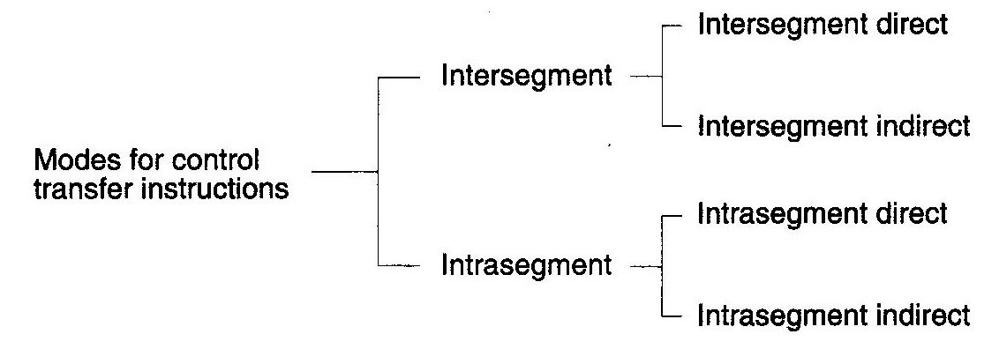 Intersegment direct
Intersegment
Intersegment indirect
Modes for control
transfer instructions
Intrasegment direct
Intrasegment
Intrasegment indirect